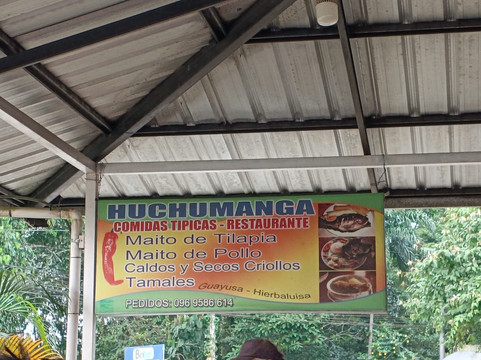 HUCHUMANGA
COMIDAS TIPICAS - RESTAURANTE
Maito de Tilapia
Maito de Pollo
Caldos y Secos Criollos
Tamales
Guayusa - Hierbaluisa
PEDIDOS: 096 9586 614